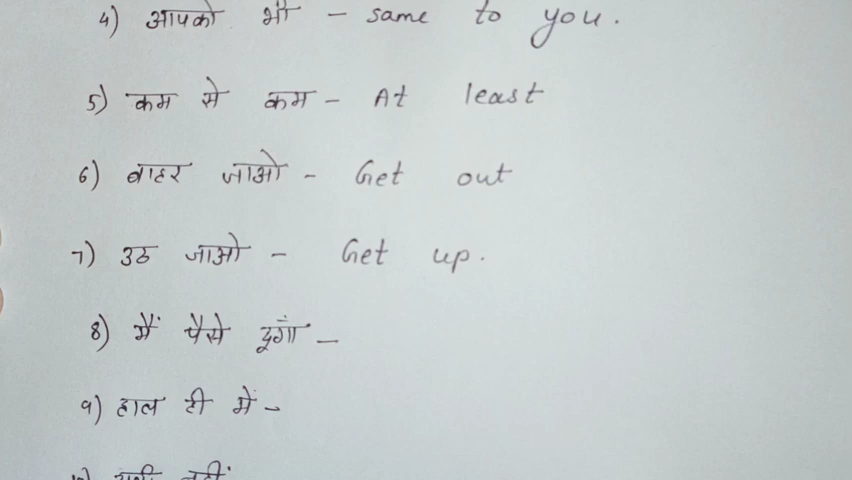 4) आपको भी - same to you.
5) कम से कम - At least
6) बाहर जाओ - Get out
7) उठ जाओ - Get up.
8) मैं पैसे दूगाँ -
9) हाल ही में -
नहीं